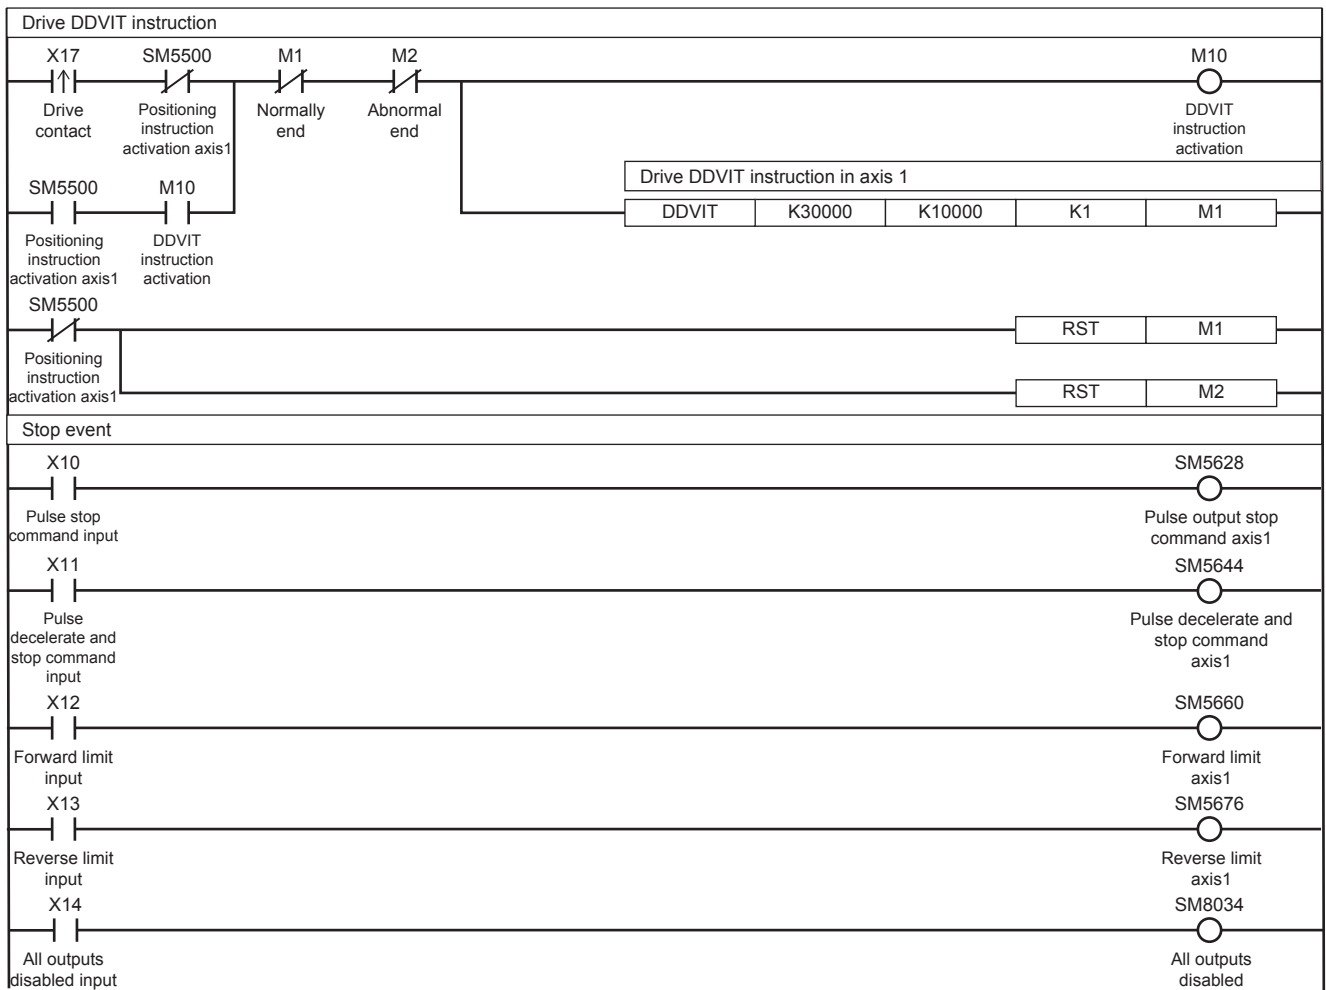 Drive DDVIT instruction
X17 SM5500 M1 M2 M10
Drive Positioning Normally Abnormal DDVIT
contact instruction end end instruction
activation axis1 activation
Drive DDVIT instruction in axis 1
SM5500 M10
DDVIT K30000 K10000 K1 M1
Positioning DDVIT
instruction instruction
activation axis1 activation
SM5500
RST M1
Positioning
instruction
activation axis1
RST M2
Stop event
X10 SM5628
Pulse stop Pulse output stop
command input command axis1
X11 SM5644
Pulse Pulse decelerate and
decelerate and stop command
stop command axis1
input
X12 SM5660
Forward limit Forward limit
input axis1
X13 SM5676
Reverse limit Reverse limit
input axis1
X14 SM8034
All outputs All outputs
disabled input disabled